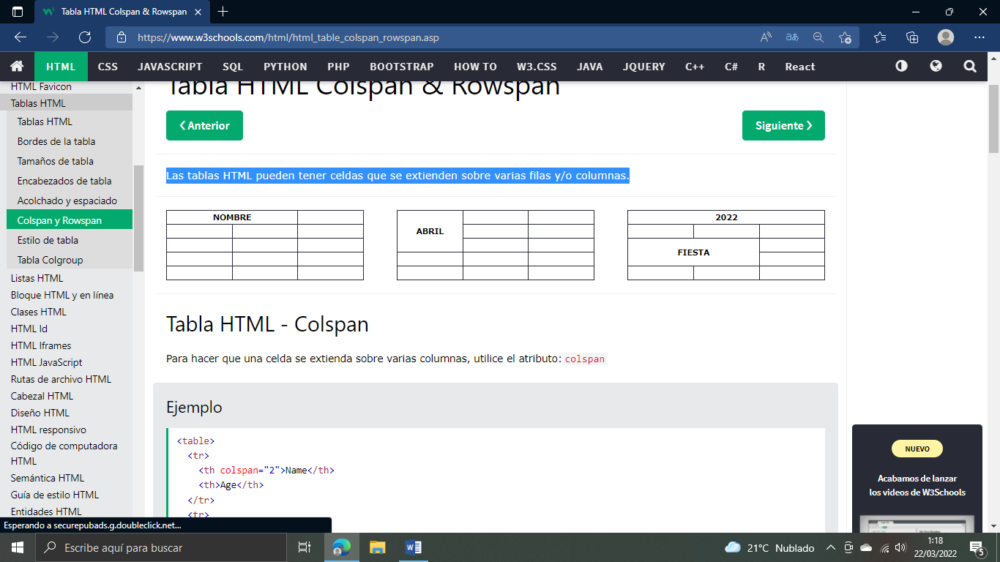 Tabla HTML Colspan & Rowspan
https://www.w3schools.com/html/html_table_colspan_rowspan.asp
HTML CSS JAVASCRIPT SQL PYTHON PHP BOOTSTRAP HOW TO W3.CSS JAVA JQUERY C++ C# R React
HTML Favicon
Tablas HTML
Tablas HTML
Bordes de la tabla
Tamaños de tabla
Encabezados de tabla
Acolchado y espaciado
Colspan y Rowspan
Estilo de tabla
Tabla Colgroup
Listas HTML
Bloque HTML y en línea
Clases HTML
HTML Id
HTML Iframes
HTML JavaScript
Rutas de archivo HTML
Cabezal HTML
Diseño HTML
HTML responsivo
Código de computadora
HTML
Semántica HTML
Guía de estilo HTML
Entidades HTML
Tabla HTML Colspan & Rowspan
❮ Anterior
Siguiente ❯
Las tablas HTML pueden tener celdas que se extienden sobre varias filas y/o columnas.
NOMBRE
ABRIL
2022
FIESTA
Tabla HTML - Colspan
Para hacer que una celda se extienda sobre varias columnas, utilice el atributo: colspan
Ejemplo
<table>
<tr>
<th colspan="2">Name</th>
<th>Age</th>
</tr>
<tr>
NUEVO
Acabamos de lanzar
los videos de W3Schools
Esperando a securepubads.g.doubleclick.net...
Escribe aquí para buscar
21°C Nublado
1:18
22/03/2022
5